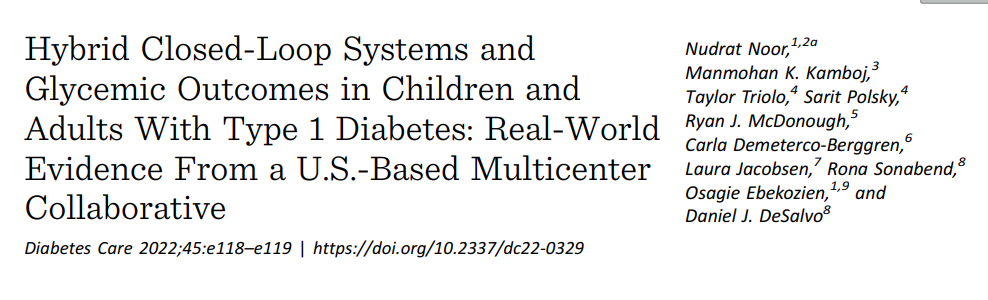 Hybrid Closed-Loop Systems and
Glycemic Outcomes in Children and
Adults With Type 1 Diabetes: Real-World
Evidence From a U.S.-Based Multicenter
Collaborative
Diabetes Care 2022;45:e118–e119 | https://doi.org/10.2337/dc22-0329
Nudrat Noor,1,2a
Manmohan K. Kamboj,3
Taylor Triolo,4 Sarit Polsky,4
Ryan J. McDonough,5
Carla Demeterco-Berggren,6
Laura Jacobsen,7 Rona Sonabend,8
Osagie Ebekozien,1,9 and
Daniel J. DeSalvo8